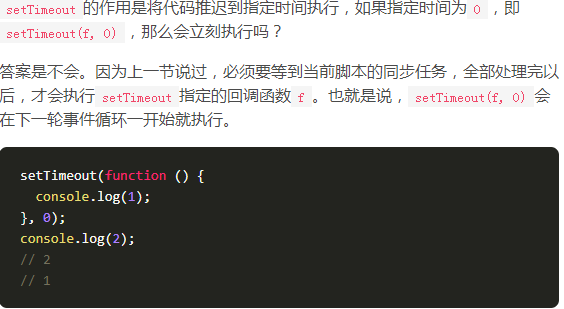 setTimeout 的作用是将代码推迟到指定时间执行，如果指定时间为 0 ，即
setTimeout(f, 0) ，那么会立刻执行吗？
答案是不会。因为上一节说过，必须要等到当前脚本的同步任务，全部处理完以
后，才会执行 setTimeout 指定的回调函数 f 。也就是说， setTimeout(f, 0) 会
在下一轮事件循环一开始就执行。
setTimeout(function () {
  console.log(1);
}, 0);
console.log(2);
// 2
// 1